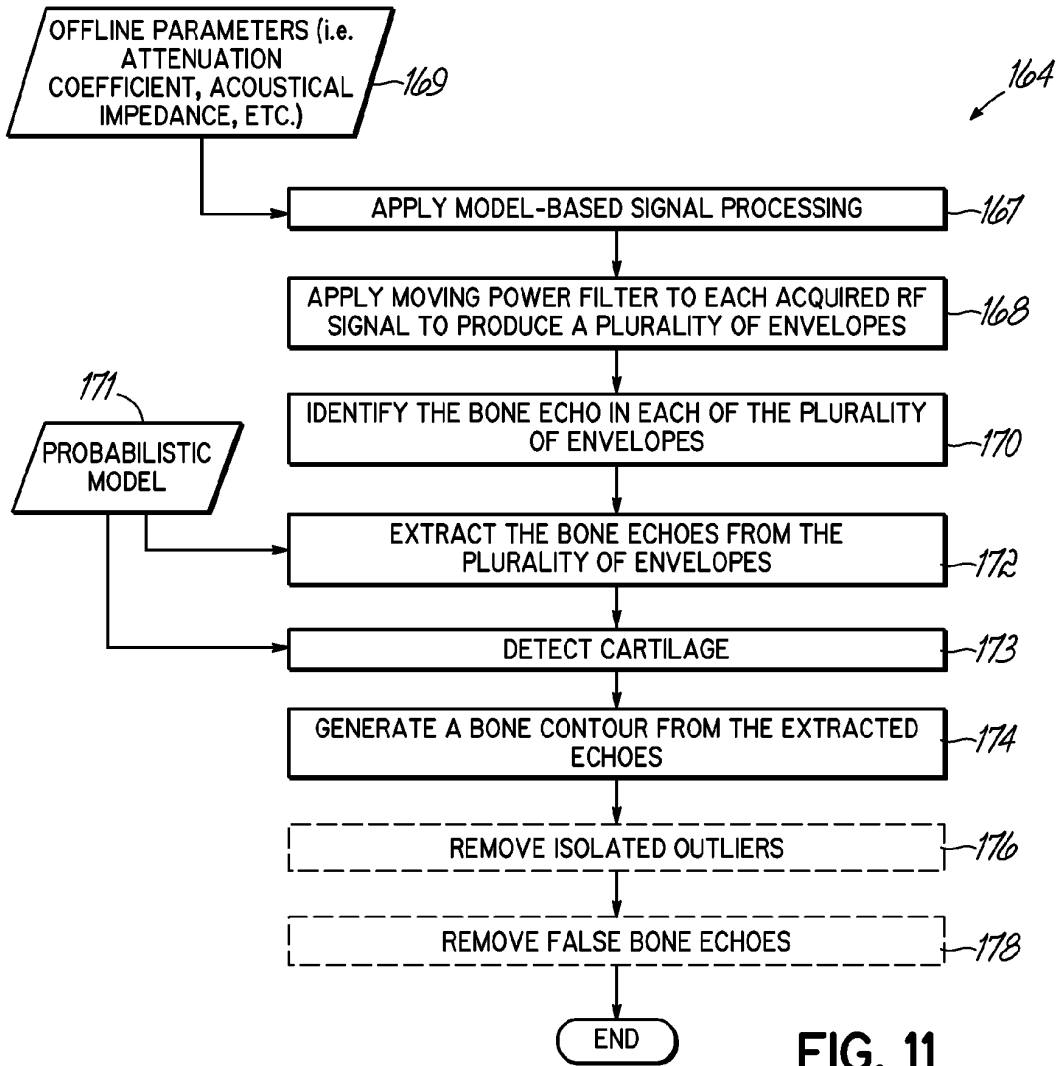 OFFLINE PARAMETERS (i.e.
ATTENUATION
COEFFICIENT, ACOUSTICAL
IMPEDANCE, ETC.)
169
164
APPLY MODEL-BASED SIGNAL PROCESSING
167
APPLY MOVING POWER FILTER TO EACH ACQUIRED RF
SIGNAL TO PRODUCE A PLURALITY OF ENVELOPES
168
171
PROBABILISTIC
MODEL
IDENTIFY THE BONE ECHO IN EACH OF THE PLURALITY
OF ENVELOPES
170
EXTRACT THE BONE ECHOES FROM THE
PLURALITY OF ENVELOPES
172
DETECT CARTILAGE
173
GENERATE A BONE CONTOUR FROM THE EXTRACTED
ECHOES
174
REMOVE ISOLATED OUTLIERS
176
REMOVE FALSE BONE ECHOES
178
END
FIG. 11